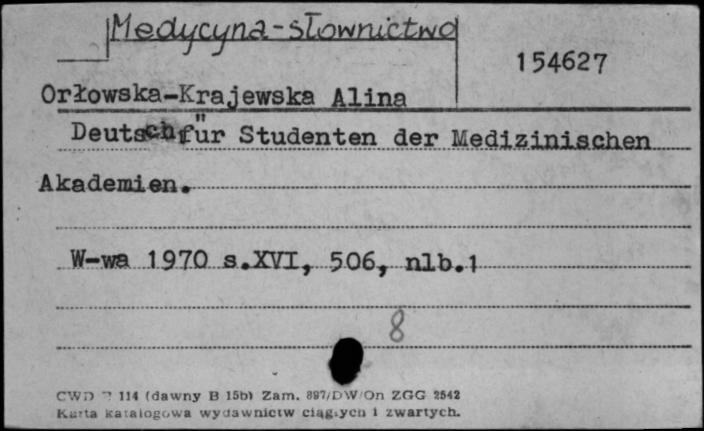 Medycyna-słownictwo
154627
Orłowska-Krajewska Alina
Deutsch für Studenten der Medizinischen
Akademien.
W-wa 1970 s.XVI, 506, nlb.1
8
CWD 114 (dawny B 15b) Zam. 897/DW/On ZGG 2542
Karta katalogowa wydawnictw ciągłych i zwartych.